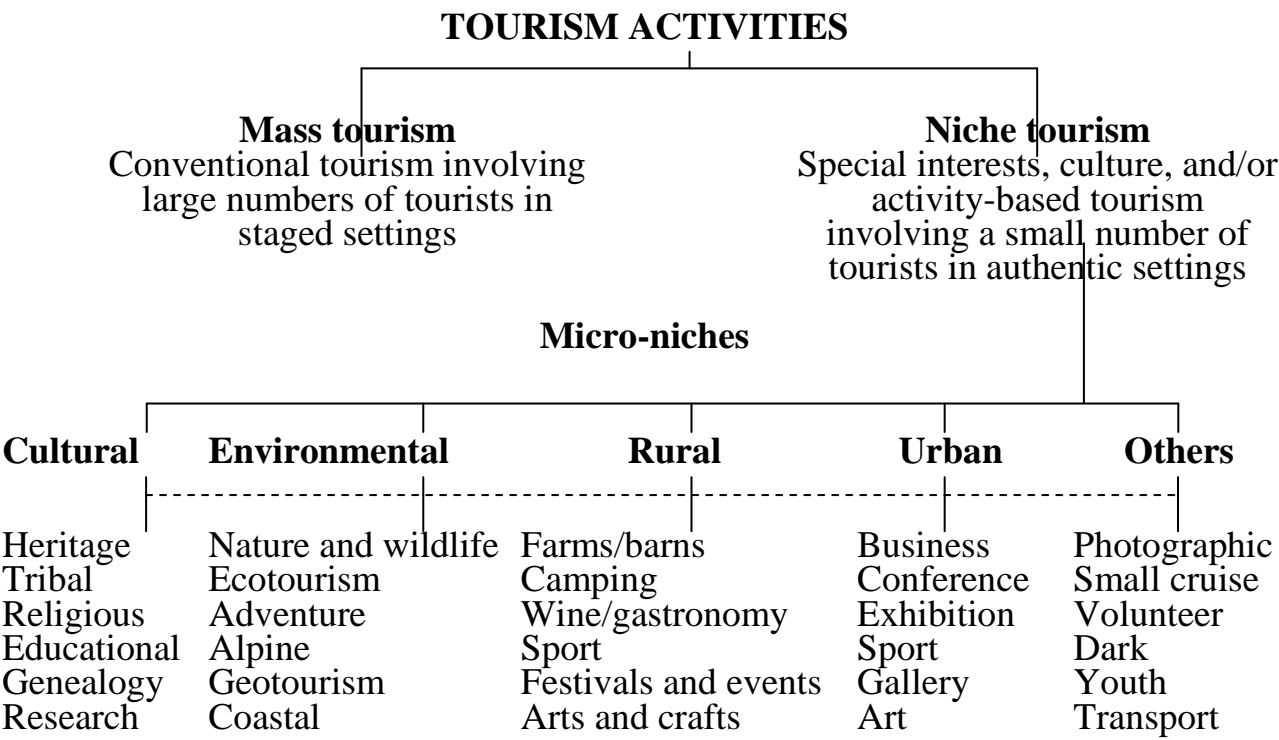 TOURISM ACTIVITIES
Mass tourism
Conventional tourism involving
large numbers of tourists in
staged settings
Niche tourism
Special interests, culture, and/or
activity-based tourism
involving a small number of
tourists in authentic settings
Micro-niches
Cultural
Environmental
Rural
Urban
Others
Heritage
Tribal
Religious
Educational
Genealogy
Research
Nature and wildlife
Ecotourism
Adventure
Alpine
Geotourism
Coastal
Farms/barns
Camping
Wine/gastronomy
Sport
Festivals and events
Arts and crafts
Business
Conference
Exhibition
Sport
Gallery
Art
Photographic
Small cruise
Volunteer
Dark
Youth
Transport